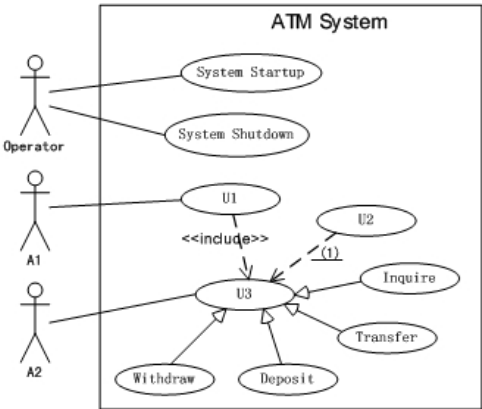 ATM System
System Startup
System Shutdown
Operator
U1
U2
<<include>>
(1)
A1
Inquire
U3
Transfer
A2
Withdraw
Deposit